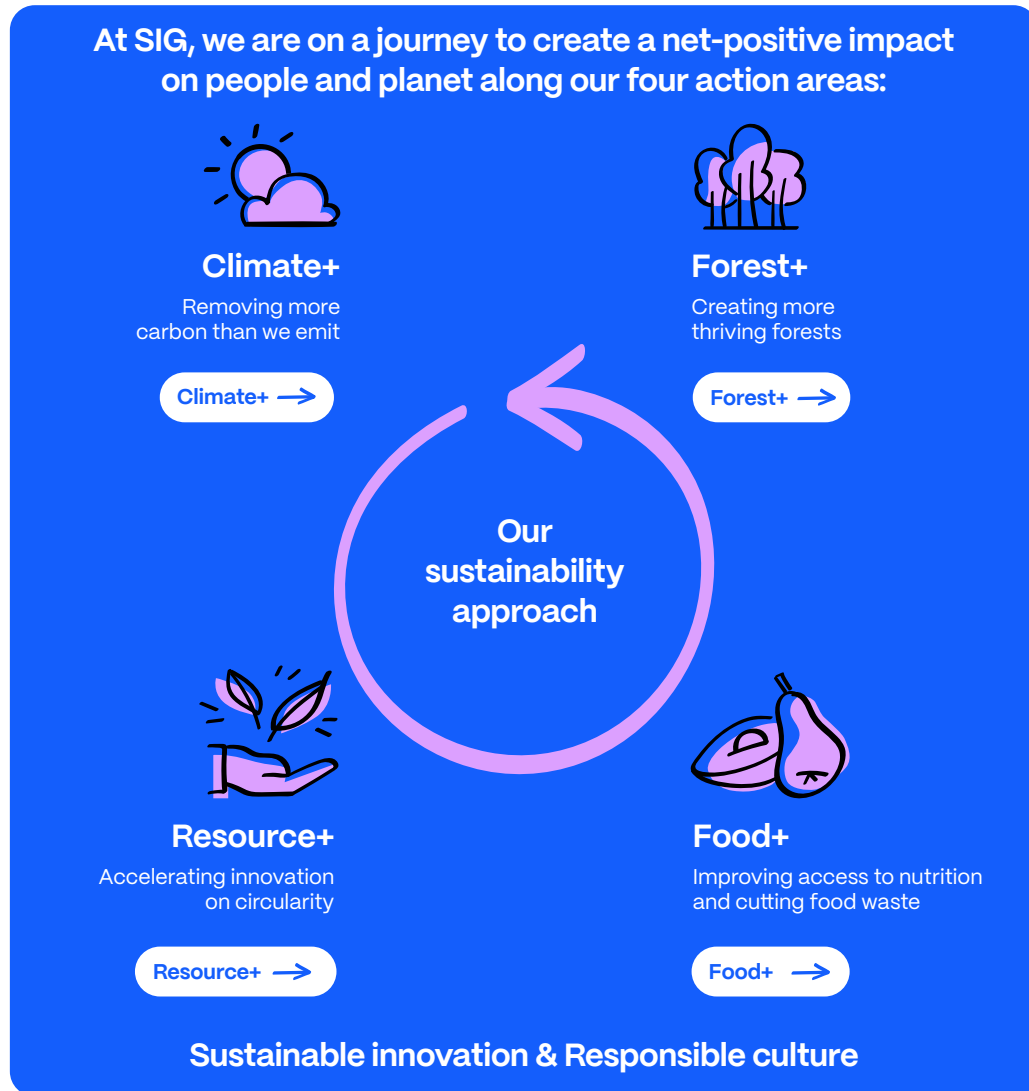 At SIG, we are on a journey to create a net-positive impact
on people and planet along our four action areas:
Climate+
Removing more
carbon than we emit
Climate+
Forest+
Creating more
thriving forests
Forest+
Our
sustainability
approach
Resource+
Accelerating innovation
on circularity
Resource+
Food+
Improving access to nutrition
and cutting food waste
Food+
Sustainable innovation & Responsible culture